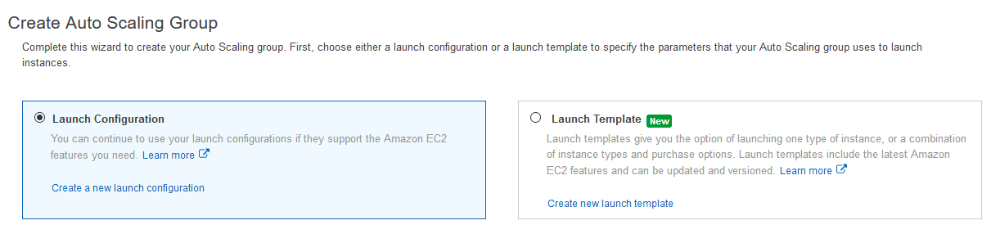 Create Auto Scaling Group
Complete this wizard to create your Auto Scaling group. First, choose either a launch configuration or a launch template to specify the parameters that your Auto Scaling group uses to launch
instances.
Launch Configuration
You can continue to use your launch configurations if they support the Amazon EC2
features you need. Learn more
Create a new launch configuration
Launch Template New
Launch templates give you the option of launching one type of instance, or a combination
of instance types and purchase options. Launch templates include the latest Amazon
EC2 features and can be updated and versioned. Learn more
Create new launch template